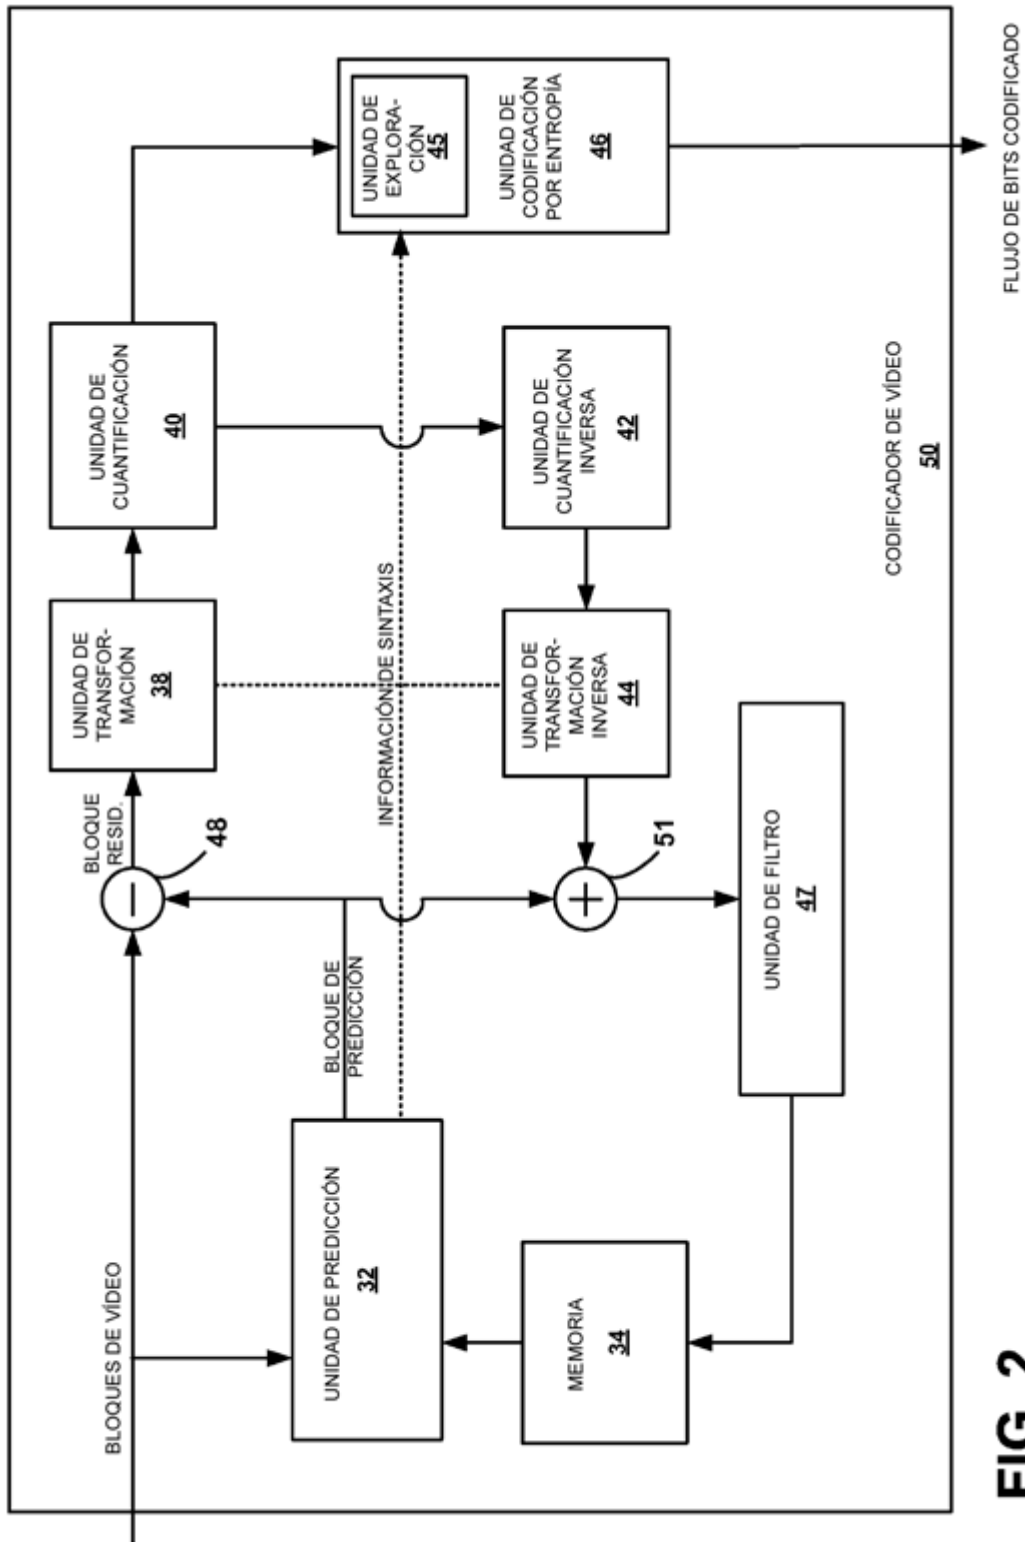 BLOQUES DE VÍDEO
UNIDAD DE PREDICCIÓN
32
MEMORIA
34
BLOQUE DE
PREDICCIÓN
BLOQUE
RESID.
48
UNIDAD DE
TRANSFOR-
MACIÓN
38
UNIDAD DE
CUANTIFICACIÓN
40
UNIDAD DE
EXPLORA-
CIÓN
45
UNIDAD DE
CODIFICACIÓN
POR ENTROPÍA
46
INFORMACIÓN DE SINTAXIS
UNIDAD DE
CUANTIFICACIÓN
INVERSA
42
UNIDAD DE
TRANSFOR-
MACIÓN
INVERSA
44
51
UNIDAD DE FILTRO
47
CODIFICADOR DE VÍDEO
50
FLUJO DE BITS CODIFICADO
FIG. 2